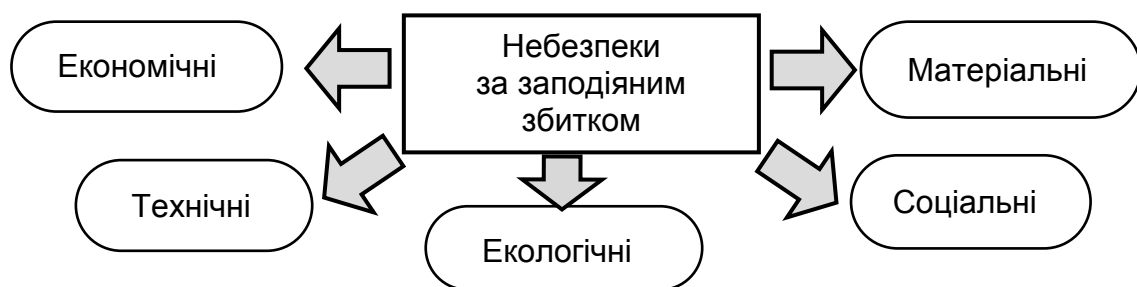 Небезпеки
за заподіяним
збитком
Економічні
Матеріальні
Технічні
Соціальні
Екологічні